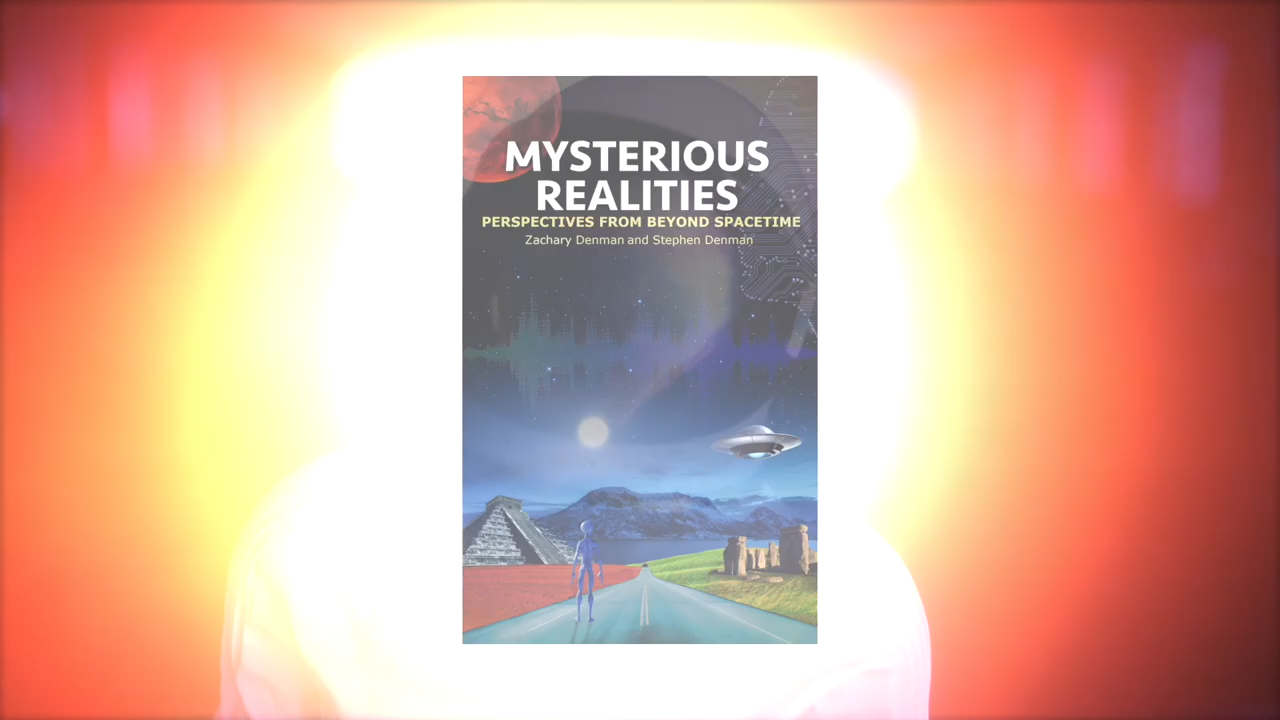 MYSTERIOUS
REALITIES
PERSPECTIVES FROM BEYOND SPACETIME
Zachary Denman and Stephen Denman